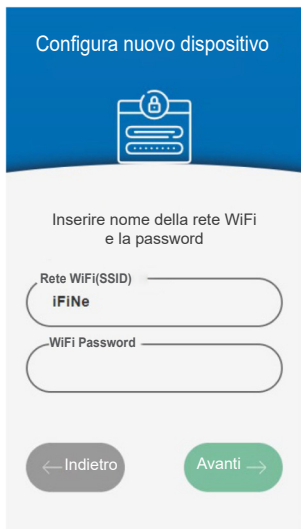 Configura nuovo dispositivo
Inserire nome della rete WiFi
e la password
Rete WiFi(SSID)
iFiNe
WiFi Password
Indietro
Avanti